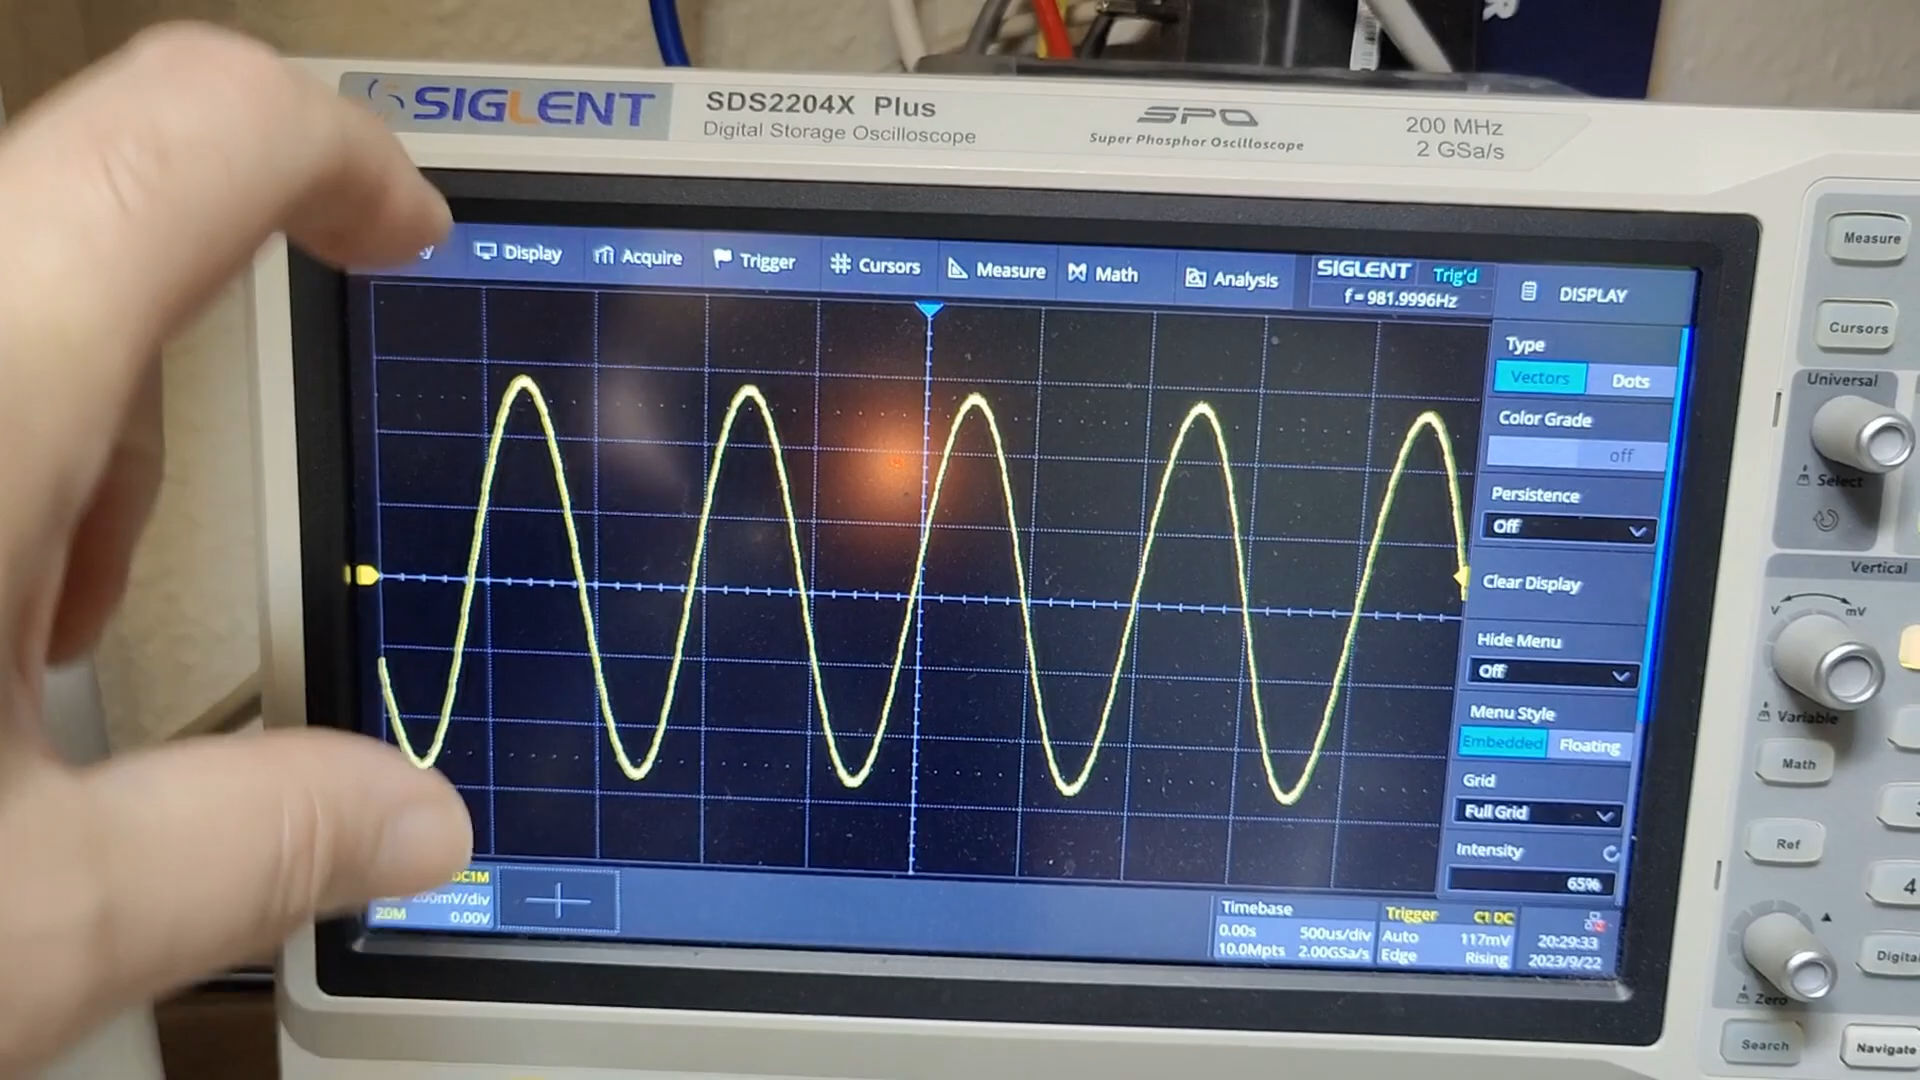 SIGLENT
SDS2204X Plus
Digital Storage Oscilloscope
SPO
Super Phosphor Oscilloscope
200 MHz
2 GSa/s
Display
Acquire
Trigger
Cursors
Measure
Math
Analysis
SIGLENT Trig'd
f = 981.9996Hz
DISPLAY
Type
Vectors Dots
Color Grade
off
Persistence
Off
Clear Display
Hide Menu
Off
Menu Style
Embedded Floating
Grid
Full Grid
Intensity
65%
DC1M
200mV/div
20M 0.00V
Timebase
0.00s 500us/div
10.0Mpts 2.00GSa/s
Trigger C1 DC
Auto 117mV
Edge Rising
20:29:33
2023/9/22
Measure
Cursors
Universal
Select
Vertical
V mV
Variable
Math
Ref
4
Digital
Zero
Search
Navigate